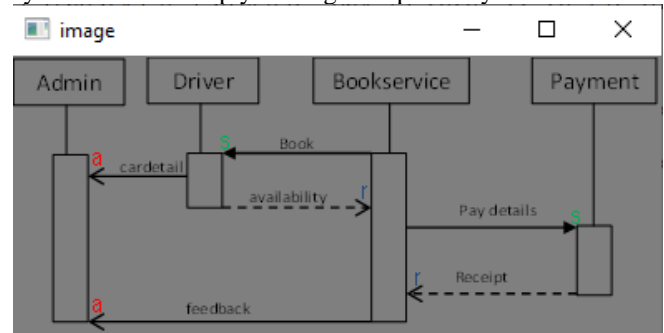 image
Admin
Driver
Bookservice
Payment
s
Book
a
cardetail
r
availability
Pay details
s
r
Receipt
a
feedback